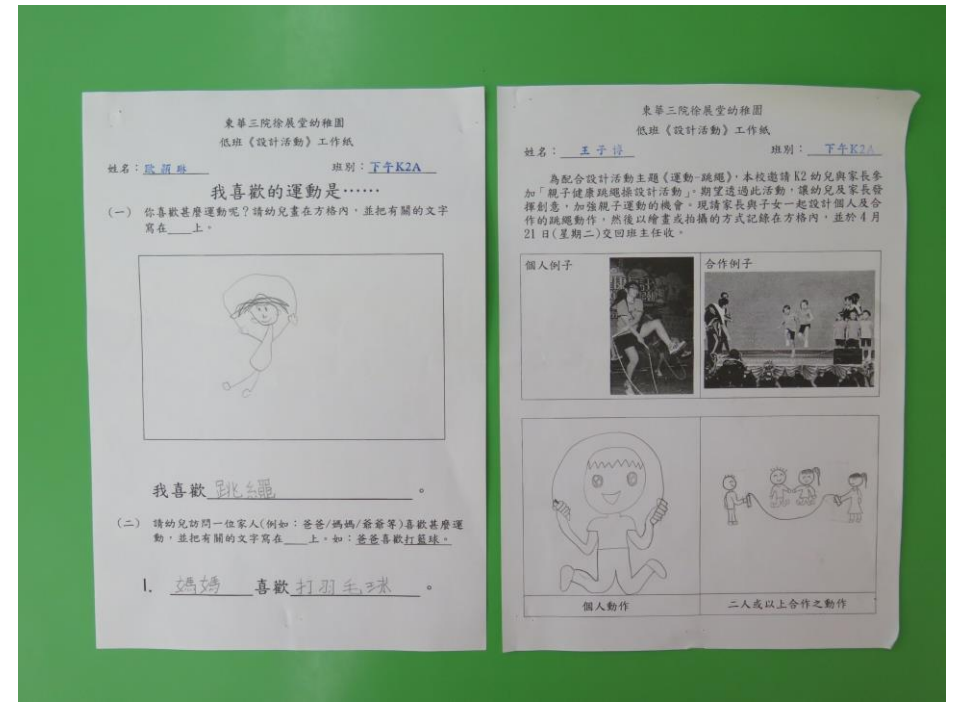 東華三院徐展堂幼稚園
低班《設計活動》工作紙
姓名：歐穎琳 班別：下午K2A
我喜歡的運動是……
(一) 你喜歡甚麼運動呢？請幼兒畫在方格內，並把有關的文字
寫在____上。
我喜歡跳繩。
(二) 請幼兒訪問一位家人(例如：爸爸/媽媽/爺爺等)喜歡甚麼運
動，並把有關的文字寫在____上。如：爸爸喜歡打籃球。
1. 媽媽喜歡打羽毛球。
東華三院徐展堂幼稚園
低班《設計活動》工作紙
姓名：王子 班別：下午K2A
為配合設計活動主題《運動-跳繩》，本校邀請 K2 幼兒與家長參
加「親子健康跳繩操設計活動」。期望透過此活動，讓幼兒及家長發
揮創意，加強親子運動的機會。現請家長與子女一起設計個人及合
作的跳繩動作。然後以繪畫或拍攝的方式記錄在方格內，並於 4 月
21 日(星期二)交回班主任收。
個人例子 合作例子
個人動作 二人或以上合作之動作